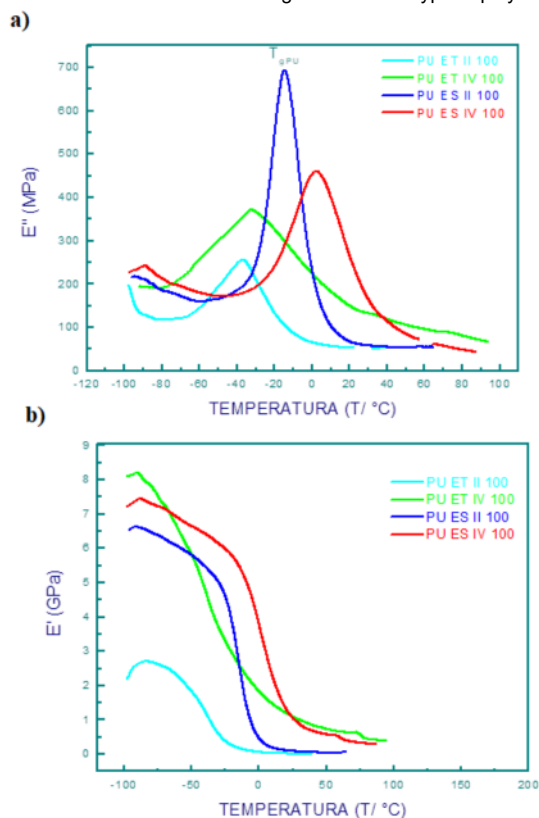 a)
T gPU
PU ET II 100
PU ET IV 100
PU ES II 100
PU ES IV 100
700
600
500
400
300
200
100
0
E'' (MPa)
-120 -100 -80 -60 -40 -20 0 20 40 60 80 100
TEMPERATURA (T/ °C)
b)
PU ET II 100
PU ET IV 100
PU ES II 100
PU ES IV 100
9
8
7
6
5
4
3
2
1
0
E' (GPa)
-100 -50 0 50 100 150 200
TEMPERATURA (T/ °C)